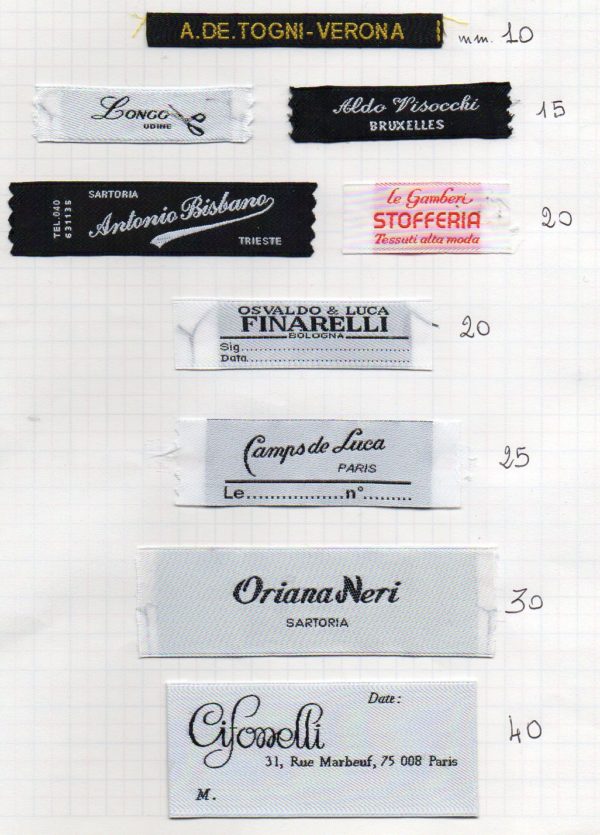 A.DE.TOGNI-VERONA
mm. 10
LONGO
UDINE
Aldo Visocchi
BRUXELLES
15
SARTORIA
TEL.040
631135
Antonio Bisbano
TRIESTE
le Gamberi
STOFFERIA
Tessuti alta moda
20
OSVALDO & LUCA
FINARELLI
BOLOGNA
Sig..............................
Data............................
20
Camps de Luca
PARIS
Le.................n°.........
25
Oriana Neri
SARTORIA
30
Date:
Cifonelli
31, Rue Marbeuf, 75 008 Paris
M.
40